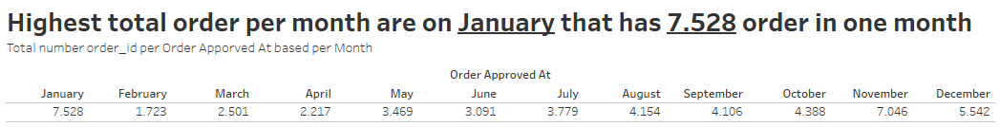 Highest total order per month are on January that has 7.528 order in one month
Total number order_id per Order Apporved At based per Month
Order Approved At
January February March April May June July August September October November December
7.528 1.723 2.501 2.217 3.469 3.091 3.779 4.154 4.106 4.388 7.046 5.542